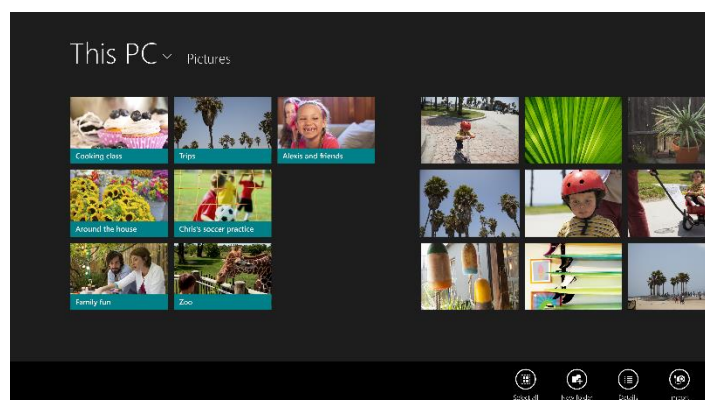 This PC Pictures
Cooking class
Trips
Alexis and friends
Around the house
Chris's soccer practice
Family fun
Zoo
Select all
New folder
Details
Import